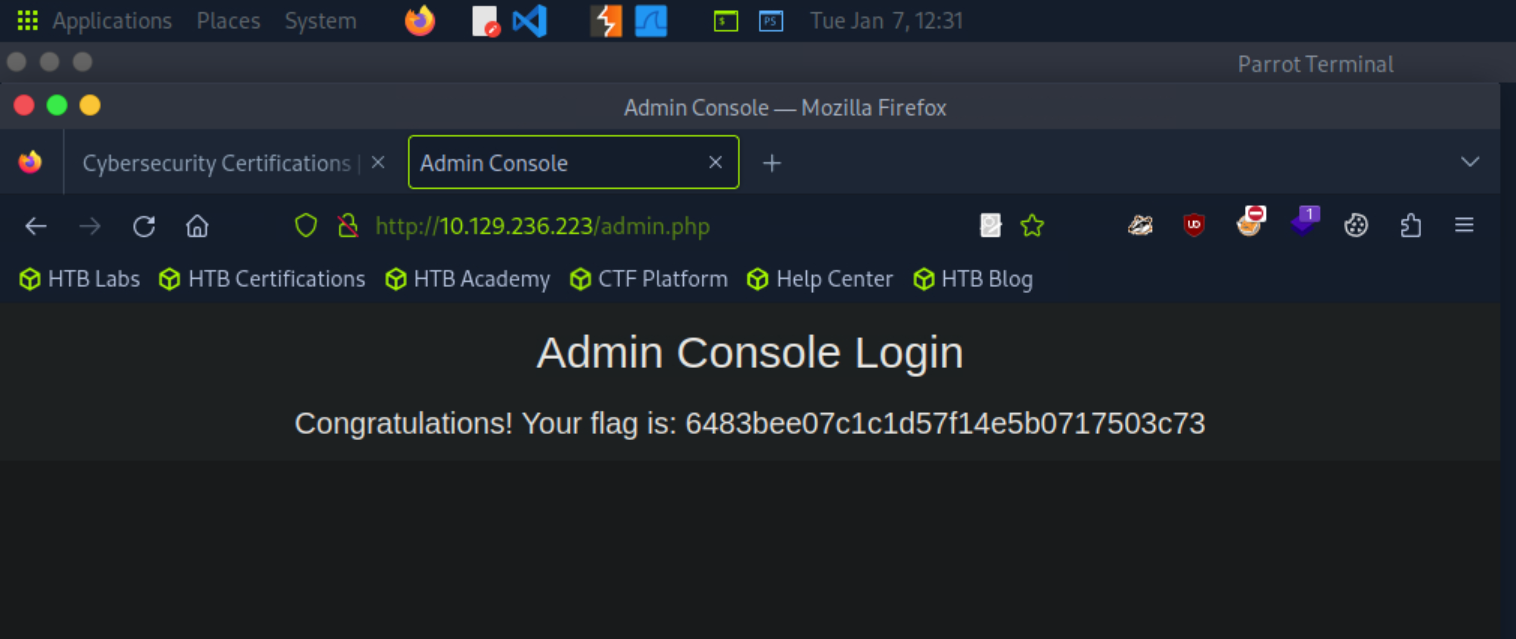 Applications Places System Tue Jan 7, 12:31
Parrot Terminal
Admin Console — Mozilla Firefox
Cybersecurity Certifications | Admin Console
http://10.129.236.223/admin.php 1
HTB Labs HTB Certifications HTB Academy CTF Platform Help Center HTB Blog
Admin Console Login
Congratulations! Your flag is: 6483bee07c1c1d57f14e5b0717503c73